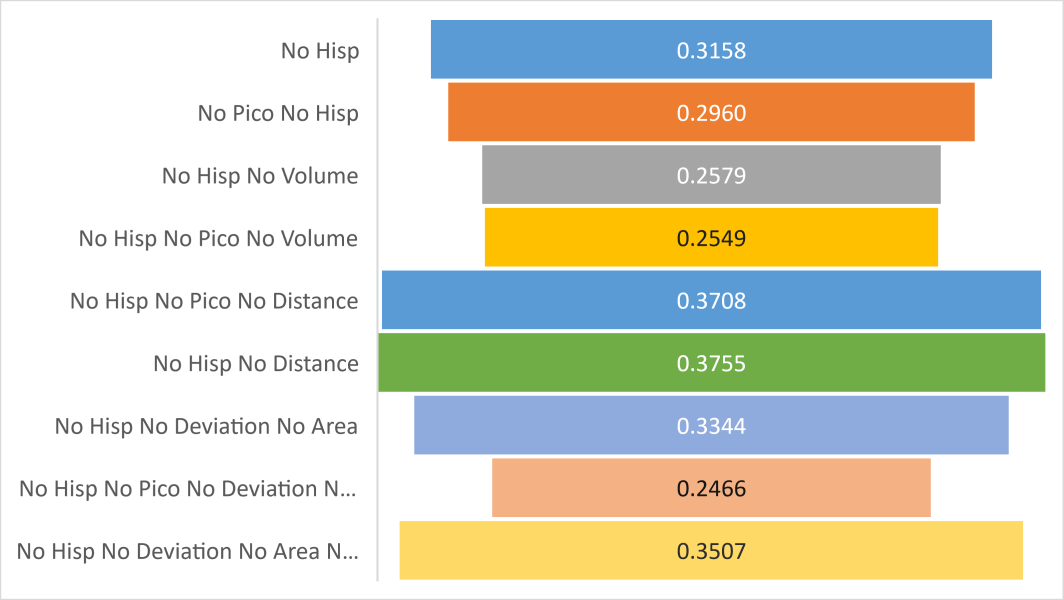 No Hisp 0.3158
No Pico No Hisp 0.2960
No Hisp No Volume 0.2579
No Hisp No Pico No Volume 0.2549
No Hisp No Pico No Distance 0.3708
No Hisp No Distance 0.3755
No Hisp No Deviation No Area 0.3344
No Hisp No Pico No Deviation N... 0.2466
No Hisp No Deviation No Area N... 0.3507